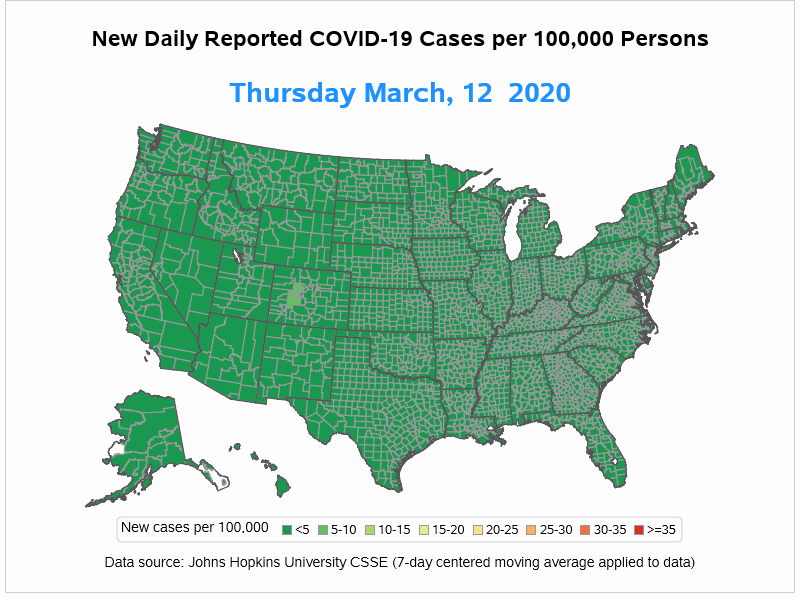 New Daily Reported COVID-19 Cases per 100,000 Persons
Thursday March, 12  2020
New cases per 100,000 <5 5-10 10-15 15-20 20-25 25-30 30-35 >=35
Data source: Johns Hopkins University CSSE (7-day centered moving average applied to data)